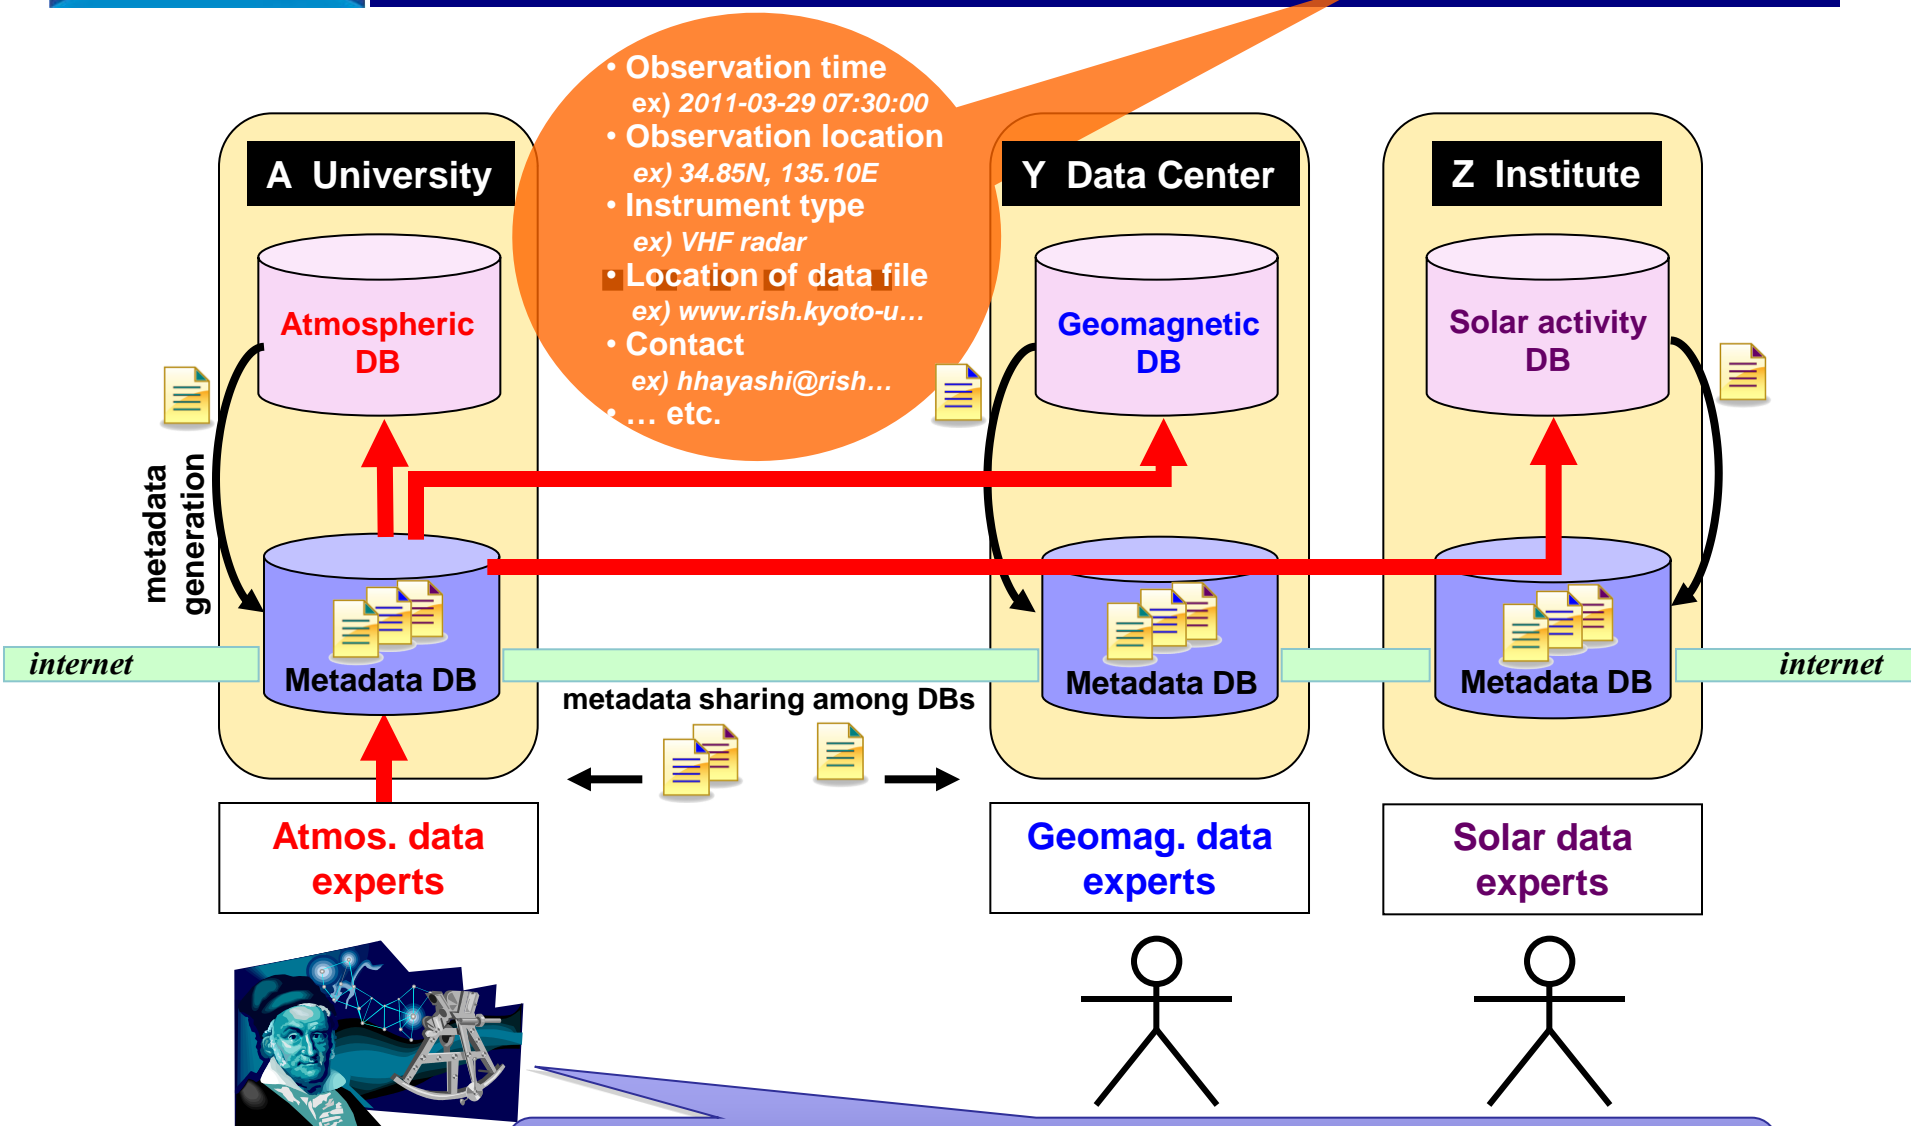 • Observation time
ex) 2011-03-29 07:30:00
• Observation location
ex) 34.85N, 135.10E
• Instrument type
ex) VHF radar
• Location of data file
ex) www.rish.kyoto-u…
• Contact
ex) hhayashi@rish…
• … etc.
A University
Y Data Center
Z Institute
Atmospheric
DB
Geomagnetic
DB
Solar activity
DB
metadata
generation
internet
Metadata DB
Metadata DB
Metadata DB
internet
metadata sharing among DBs
Atmos. data
experts
Geomag. data
experts
Solar data
experts